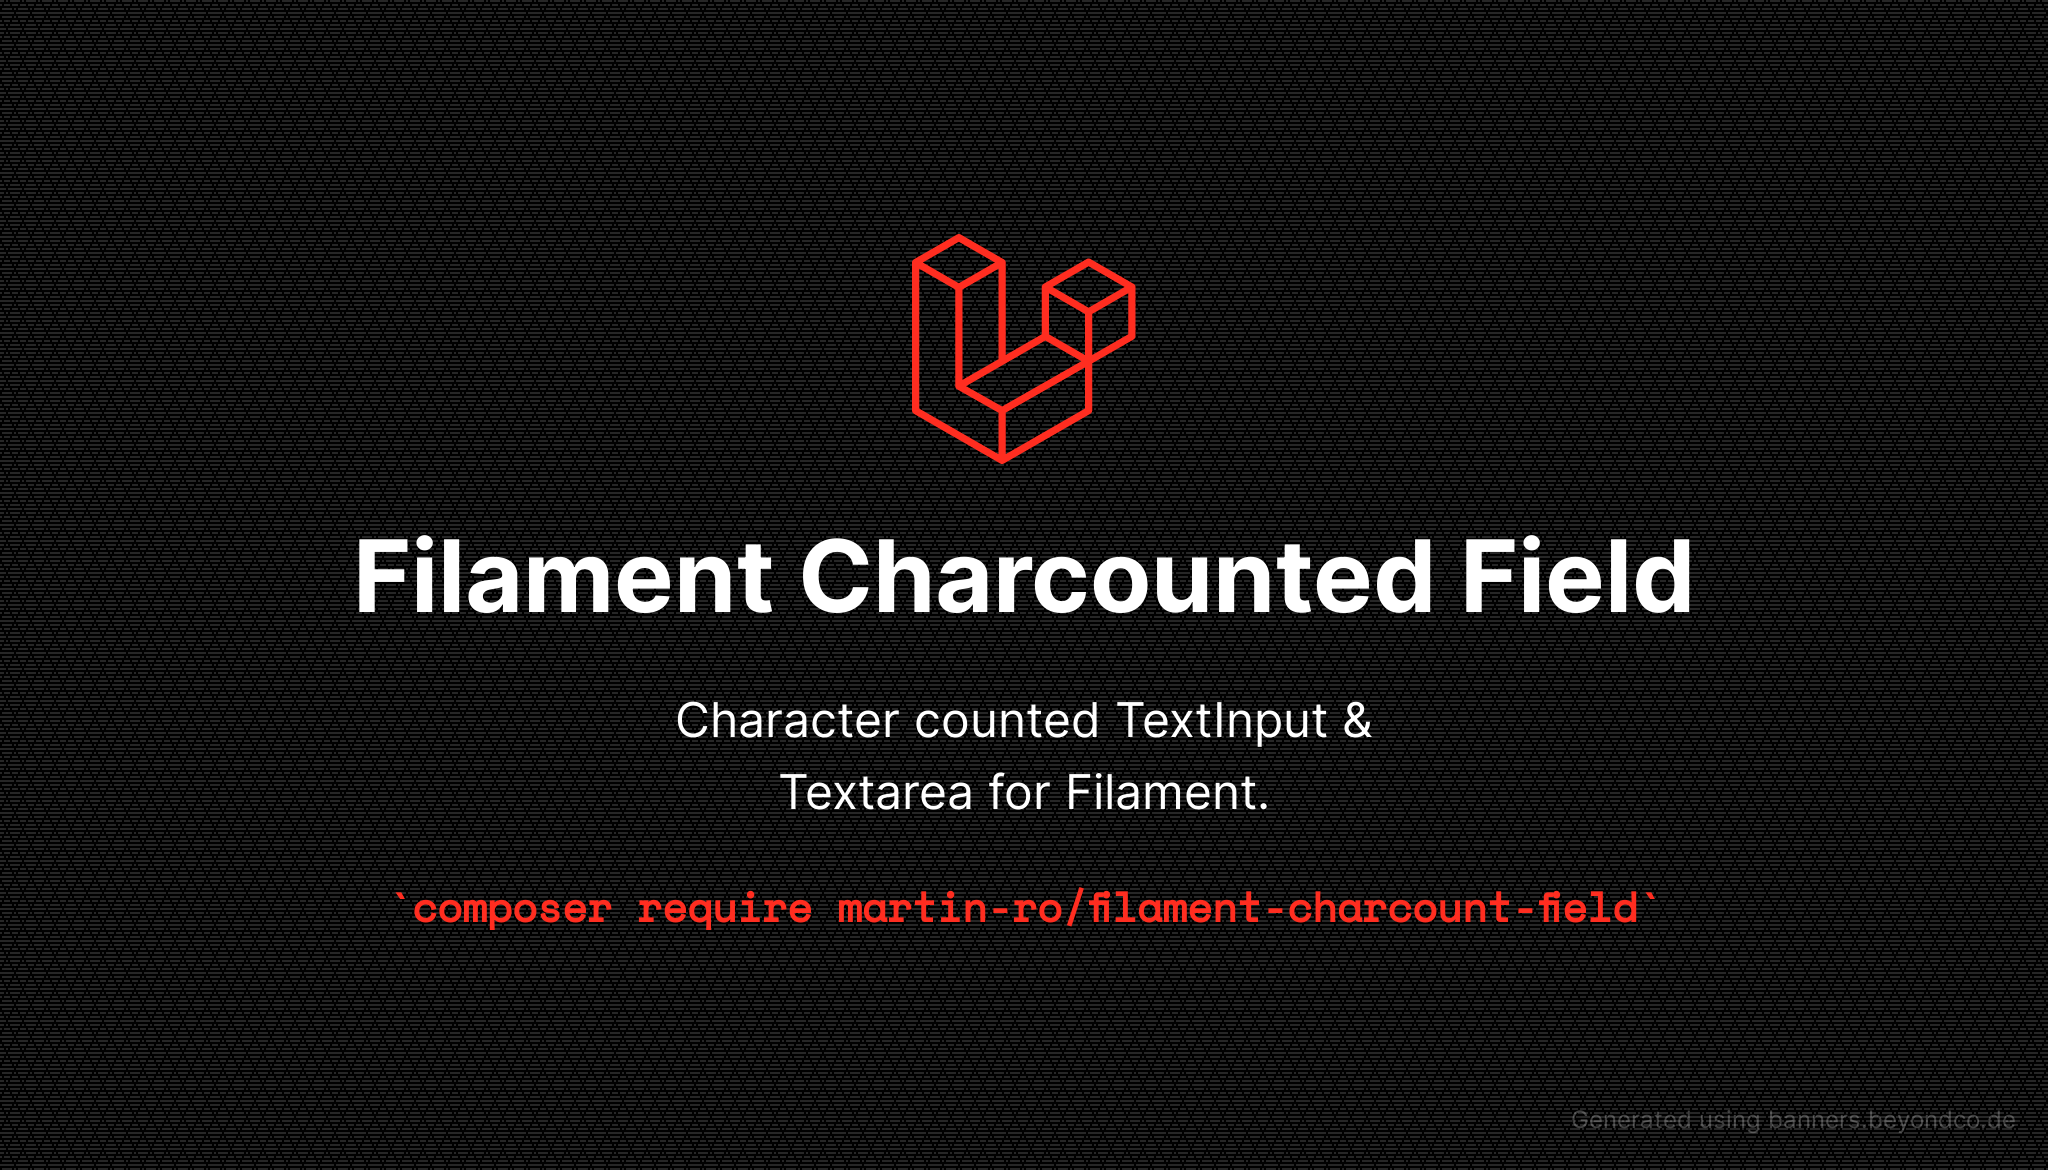 Filament Charcounted Field
Character counted TextInput &
Textarea for Filament.
`composer require martin-ro/filament-charcount-field`
Generated using banners.beyondco.de